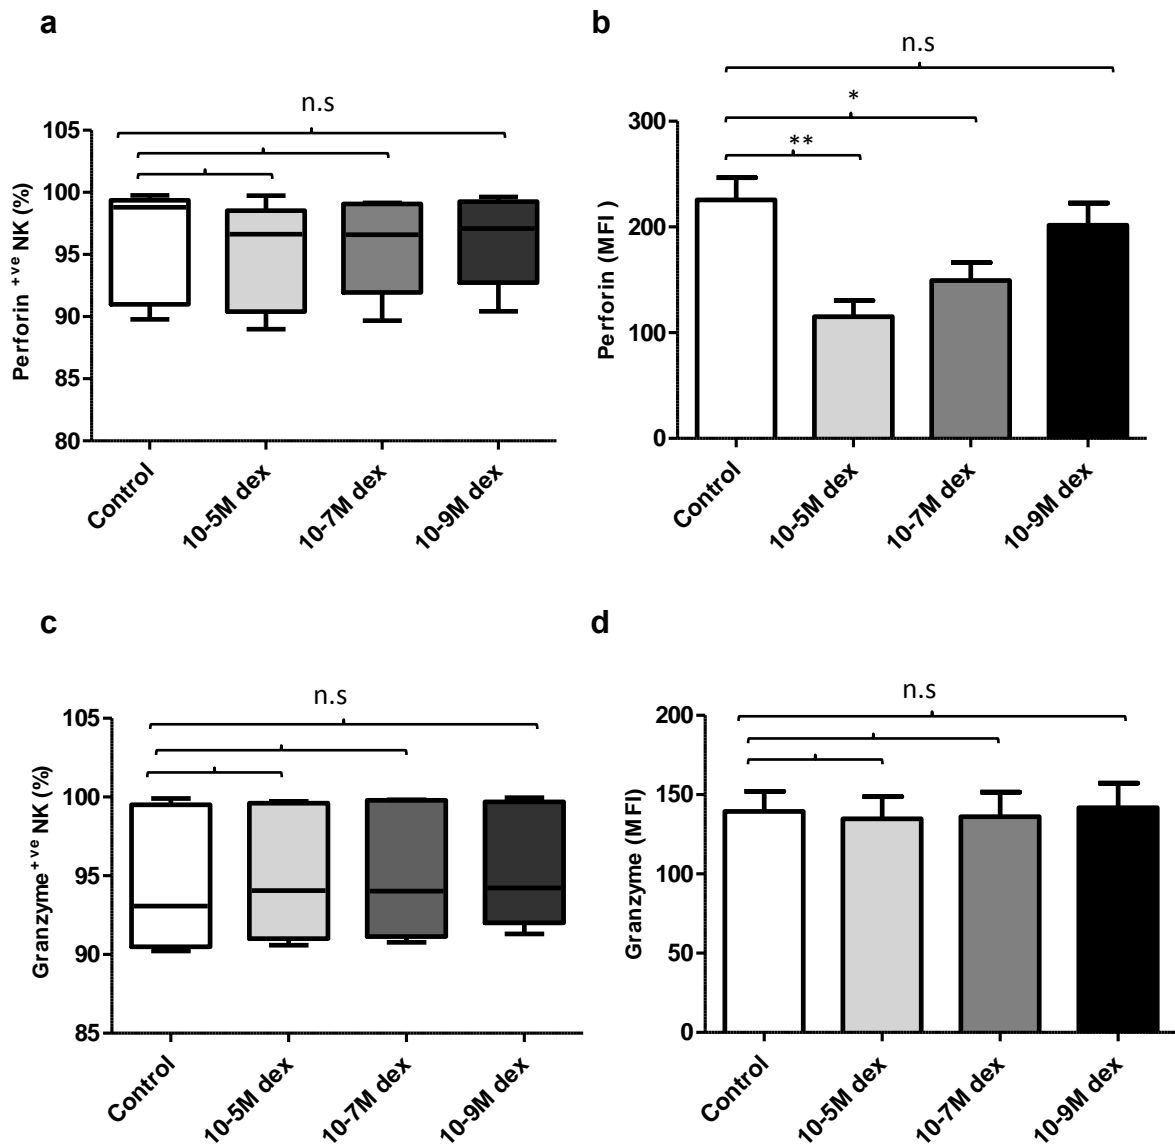 a
n.s
105
100
95
90
85
80
Perforin +ve NK (%)
Control
10-5M dex
10-7M dex
10-9M dex
b
n.s
*
**
300
200
100
0
Perforin (MFI )
Control
10-5M dex
10-7M dex
10-9M dex
c
n.s
105
100
95
90
85
Granzyme+ve NK (%)
Control
10-5M dex
10-7M dex
10-9M dex
d
n.s
200
150
100
50
0
Granzyme (MFI)
Control
10-5M dex
10-7M dex
10-9M dex